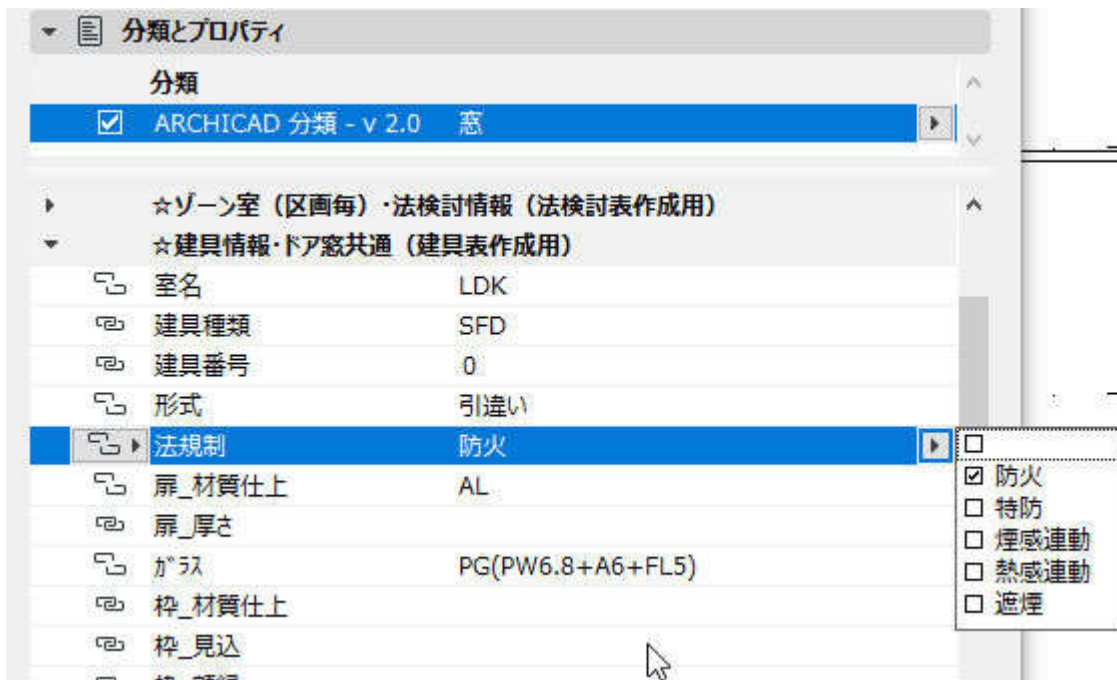 分類とプロパティ
分類
ARCHICAD 分類 - v 2.0 窓
☆ゾーン室（区画毎）・法検討情報（法検討表作成用）
☆建具情報・ドア窓共通（建具表作成用）
室名 LDK
建具種類 SFD
建具番号 0
形式 引違い
法規制 防火
防火
特防
煙感連動
熱感連動
遮煙
扉_材質仕上 AL
扉_厚さ
ｶﾞﾗｽ PG(PW6.8+A6+FL5)
枠_材質仕上
枠_見込